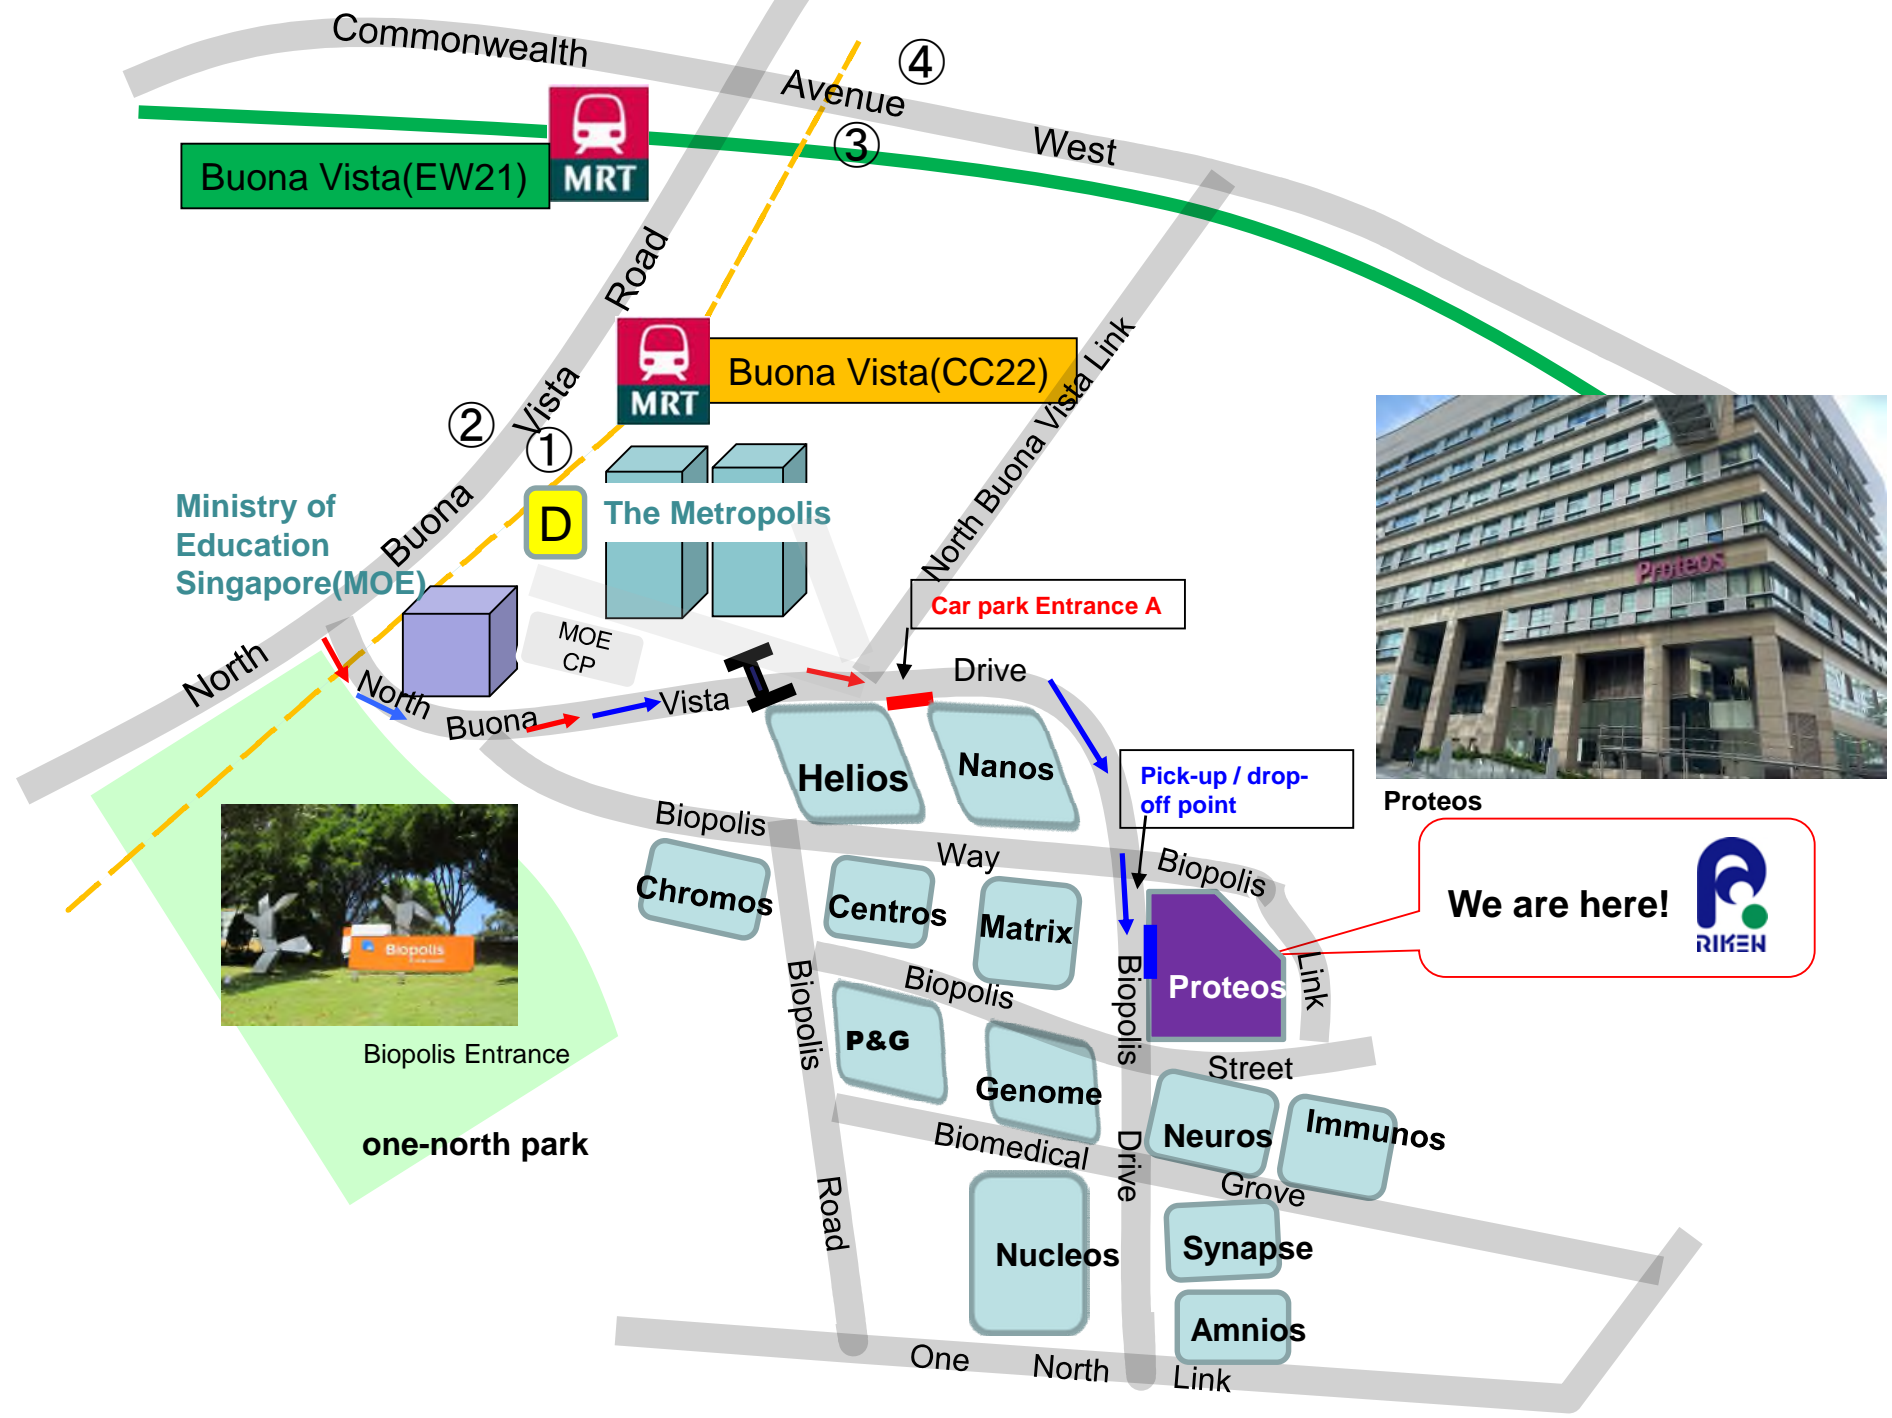 Commonwealth
Avenue
West
④
③
Buona Vista(EW21)
MRT
Road
Vista
Buona
North
MRT
Buona Vista(CC22)
North Buona Vista Link
②
①
D
The Metropolis
Ministry of
Education
Singapore(MOE)
MOE
CP
Car park Entrance A
North
Buona
Vista
Drive
Helios
Nanos
Pick-up / drop-
off point
Proteos
Proteos
We are here!
RIKEN
Biopolis
Way
Biopolis
Link
Chromos
Centros
Matrix
Proteos
Biopolis
Biopolis Entrance
one-north park
Biopolis
Road
Biopolis
Street
Biopolis
Drive
P&G
Genome
Neuros
Immunos
Biomedical
Grove
Nucleos
Synapse
Amnios
One
North
Link